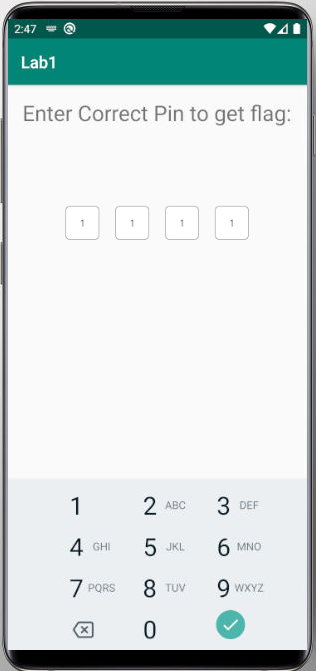 2:47
Lab1
Enter Correct Pin to get flag:
1 1 1 1
1 2 ABC 3 DEF
4 GHI 5 JKL 6 MNO
7 PQRS 8 TUV 9 WXYZ
0